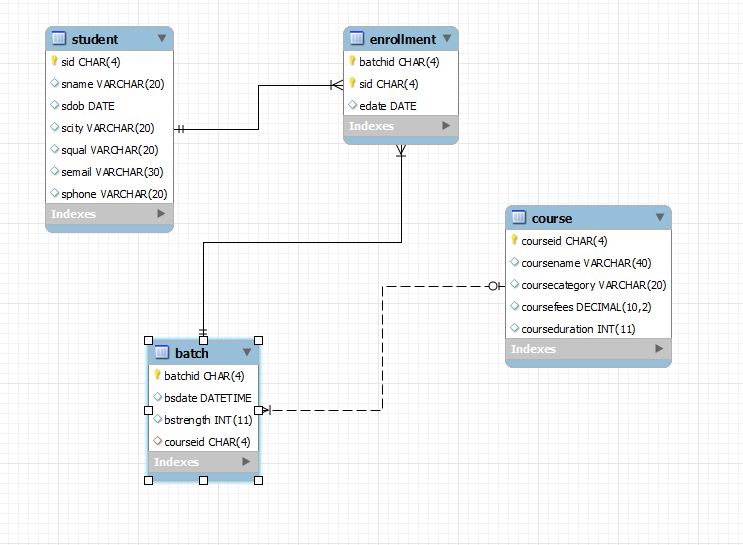 student
sid CHAR(4)
sname VARCHAR(20)
sdob DATE
scity VARCHAR(20)
squal VARCHAR(20)
semail VARCHAR(30)
sphone VARCHAR(20)
Indexes
enrollment
batchid CHAR(4)
sid CHAR(4)
edate DATE
Indexes
course
courseid CHAR(4)
coursename VARCHAR(40)
coursecategory VARCHAR(20)
coursefees DECIMAL(10,2)
courseduration INT(11)
Indexes
batch
batchid CHAR(4)
bsdate DATETIME
bstrength INT(11)
courseid CHAR(4)
Indexes